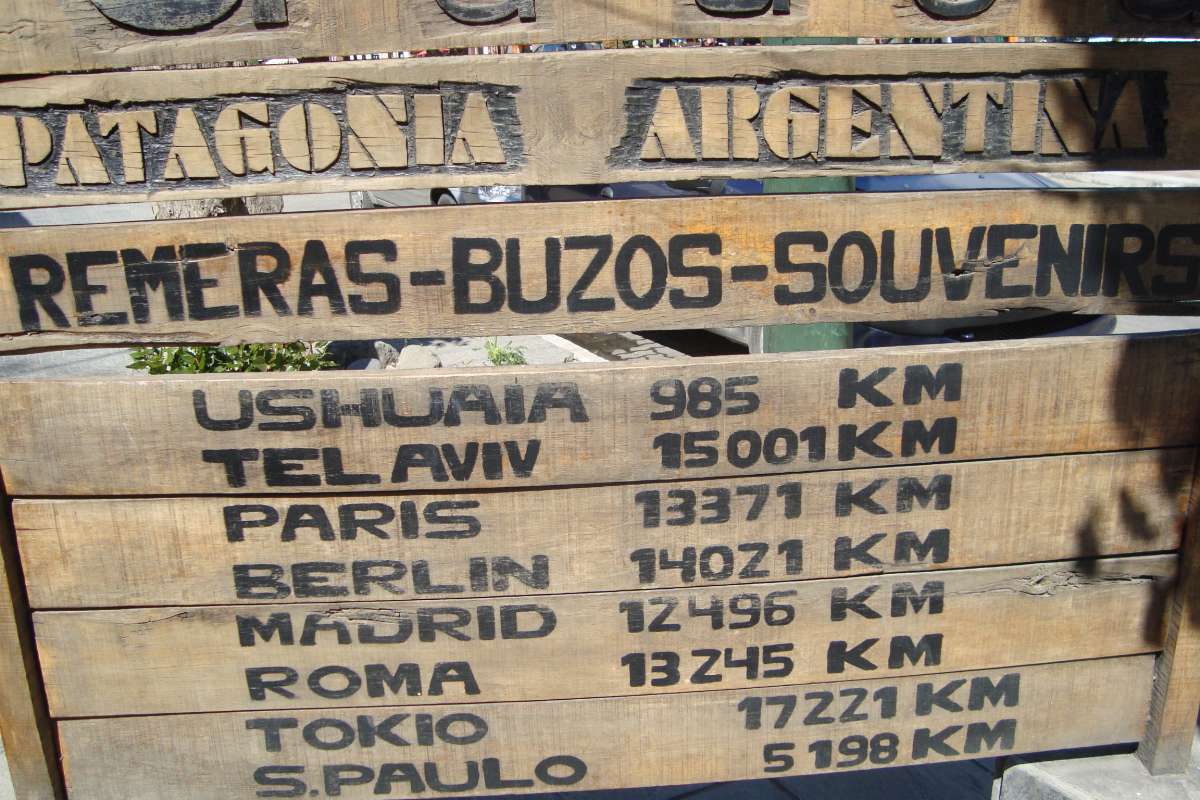 PATAGONIA ARGENTINA
REMERAS-BUZOS-SOUVENIRS
USHUAIA 985 KM
TEL AVIV 15001 KM
PARIS 13371 KM
BERLIN 14021 KM
MADRID 12496 KM
ROMA 13245 KM
TOKIO 17221 KM
S.PAULO 5198 KM